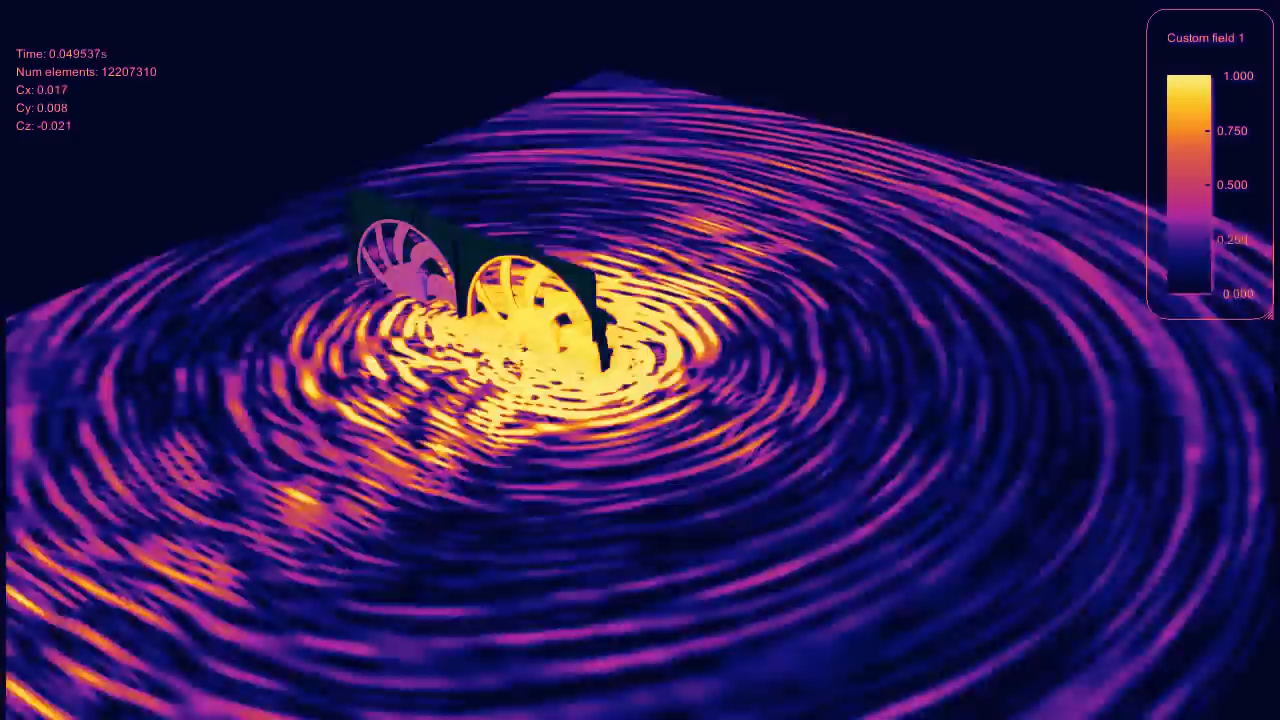 Time: 0.049537s
Num elements: 12207310
Cx: 0.017
Cy: 0.008
Cz: -0.021
Custom field 1
1.000
0.750
0.500
0.250
0.000